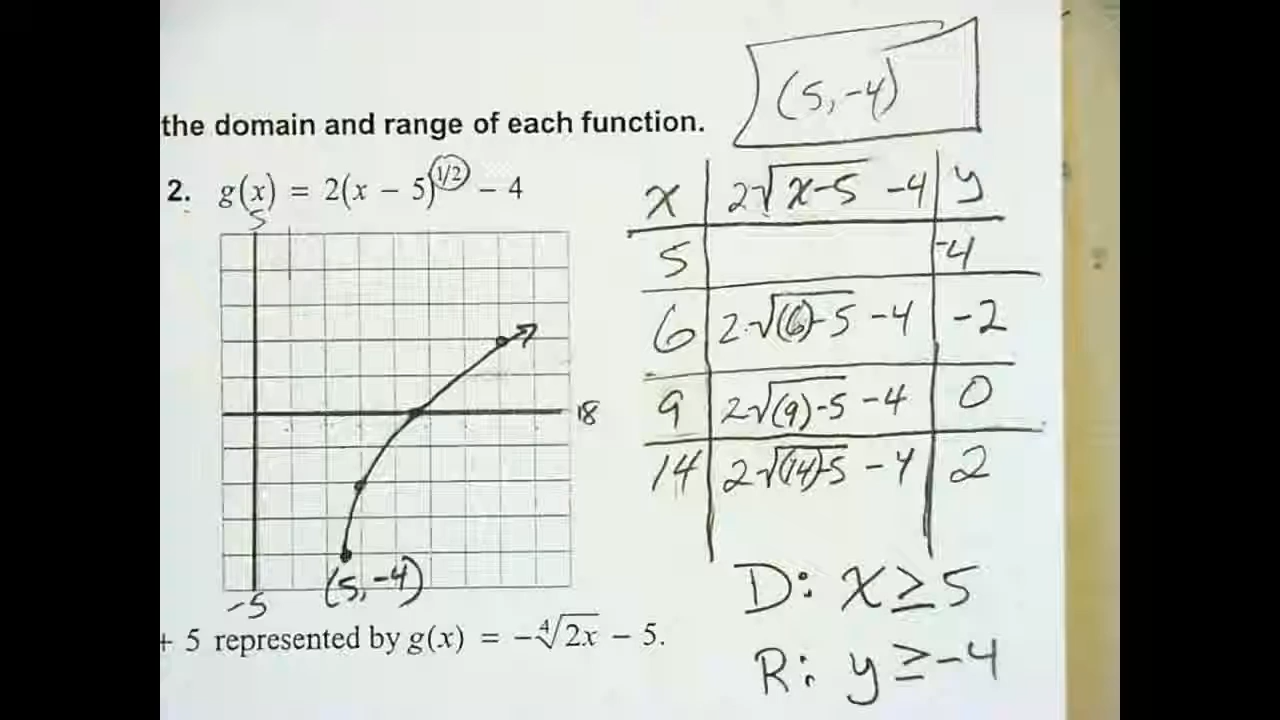 (5,-4)
the domain and range of each function.
2. g(x) = 2(x − 5)^1/2 − 4
x | 2√x-5 -4 | y
5 | | -4
6 | 2·√(6)-5 -4 | -2
9 | 2√(9)-5 -4 | 0
14 | 2√(14)-5 -4 | 2
5
18
(5,-4)
-5
D: x ≥ 5
+ 5 represented by g(x) = −∜2x − 5.
R: y ≥ -4